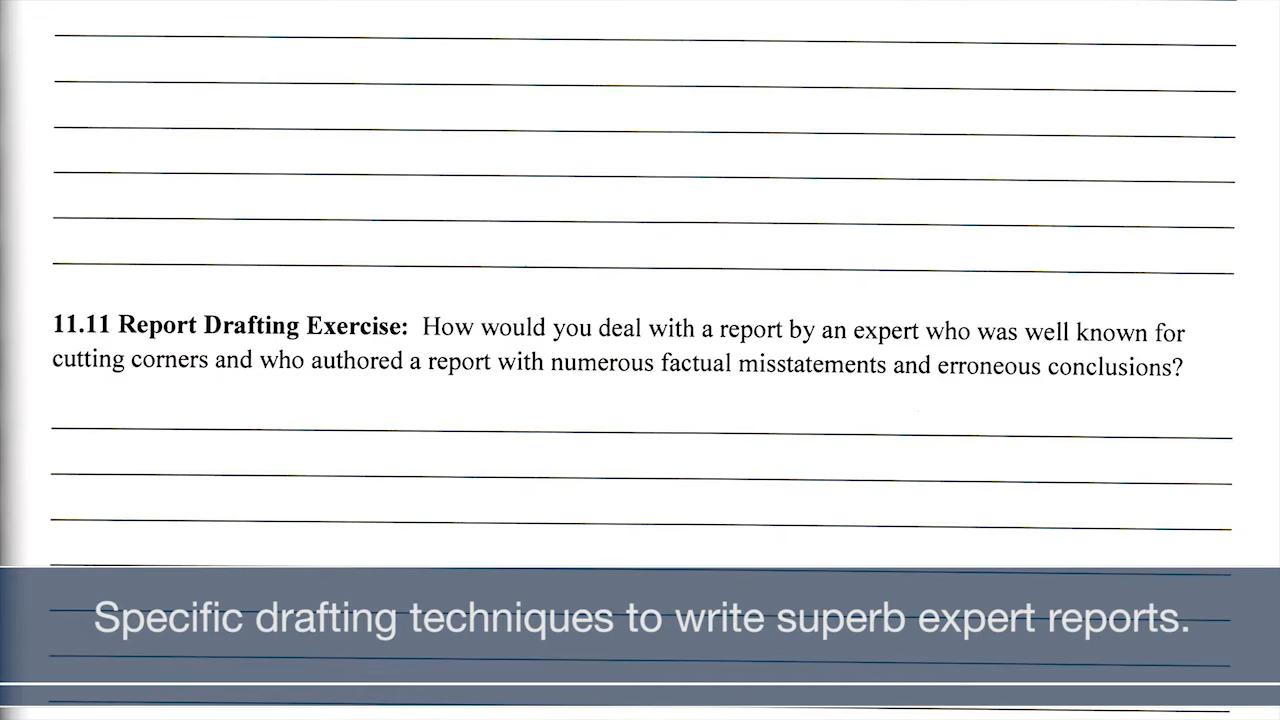 11.11 Report Drafting Exercise: How would you deal with a report by an expert who was well known for
cutting corners and who authored a report with numerous factual misstatements and erroneous conclusions?
Specific drafting techniques to write superb expert reports.